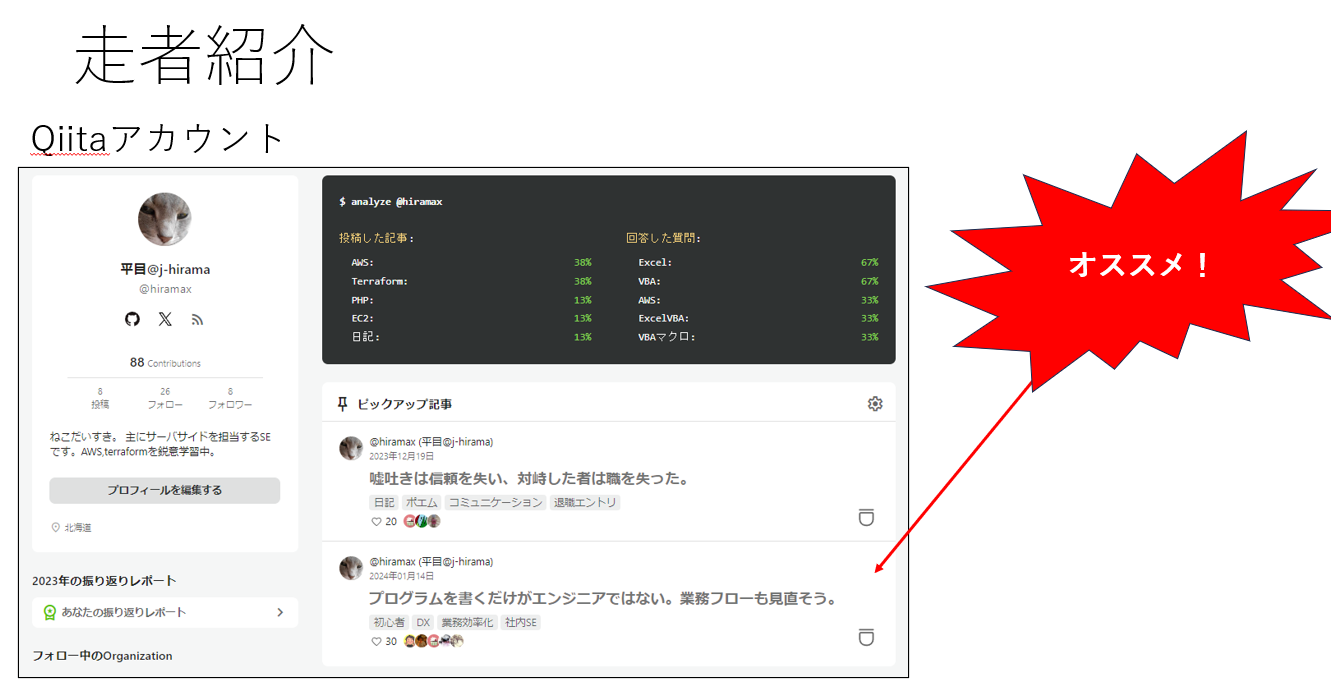 走者紹介
Qiitaアカウント
平目@j-hirama
@hiramax
88 Contributions
8 26 8
投稿 フォロー フォロワー
ねこだいすき。 主にサーバサイドを担当するSE
です。AWS,terraformを鋭意学習中。
プロフィールを編集する
北海道
2023年の振り返りレポート
あなたの振り返りレポート
フォロー中のOrganization
$ analyze @hiramax
投稿した記事:
AWS: 38%
Terraform: 38%
PHP: 13%
EC2: 13%
日記: 13%
回答した質問:
Excel: 67%
VBA: 67%
AWS: 33%
ExcelVBA: 33%
VBAマクロ: 33%
ピックアップ記事
@hiramax (平目@j-hirama)
2023年12月19日
嘘吐きは信頼を失い、対峙した者は職を失った。
日記 ポエム コミュニケーション 退職エントリ
20
@hiramax (平目@j-hirama)
2024年01月14日
プログラムを書くだけがエンジニアではない。業務フローも見直そう。
初心者 DX 業務効率化 社内SE
30
オススメ！